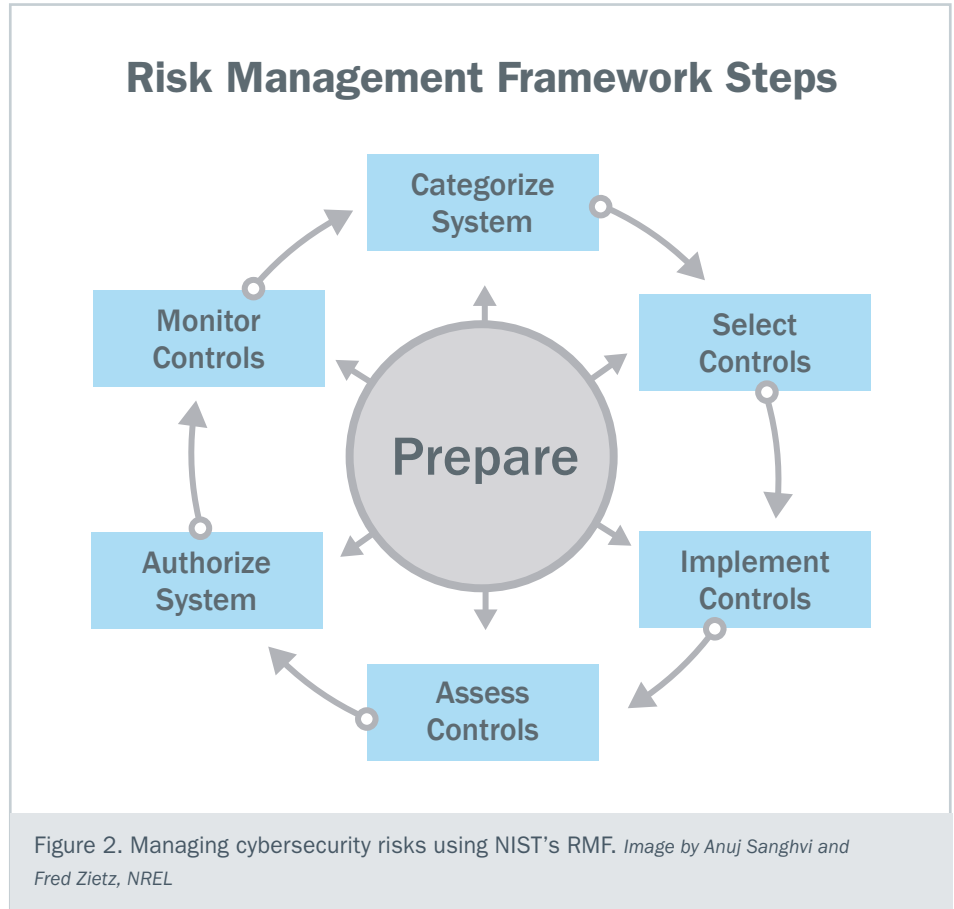 Risk Management Framework Steps
Categorize
System
Select
Controls
Implement
Controls
Assess
Controls
Authorize
System
Monitor
Controls
Prepare
Figure 2. Managing cybersecurity risks using NIST’s RMF. Image by Anuj Sanghvi and
Fred Zietz, NREL